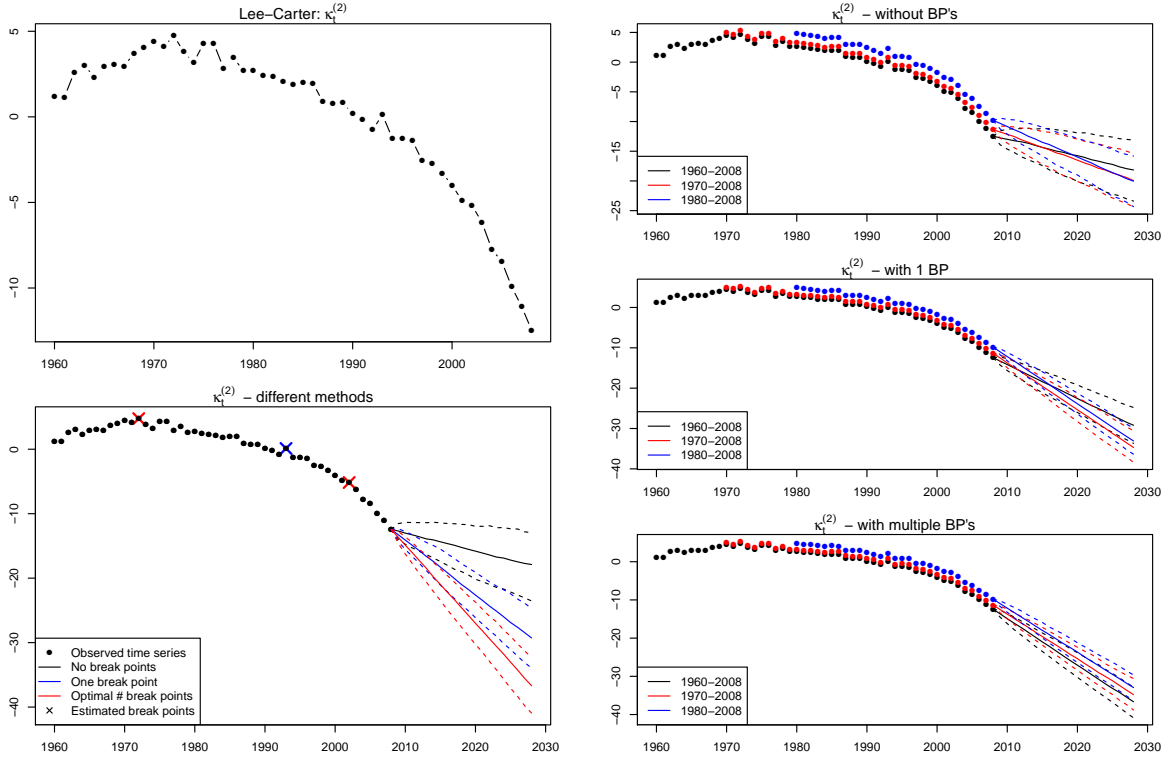 Lee−Carter: κt(2)
5
0
−5
−10
1960 1970 1980 1990 2000
κt(2) − different methods
0
−10
−20
−30
−40
Observed time series
No break points
One break point
Optimal # break points
Estimated break points
1960 1970 1980 1990 2000 2010 2020 2030
κt(2) − without BP's
5
0
−5
−15
−25
1960−2008
1970−2008
1980−2008
1960 1970 1980 1990 2000 2010 2020 2030
κt(2) − with 1 BP
0
−10
−20
−30
−40
1960−2008
1970−2008
1980−2008
1960 1970 1980 1990 2000 2010 2020 2030
κt(2) − with multiple BP's
0
−10
−20
−30
−40
1960−2008
1970−2008
1980−2008
1960 1970 1980 1990 2000 2010 2020 2030